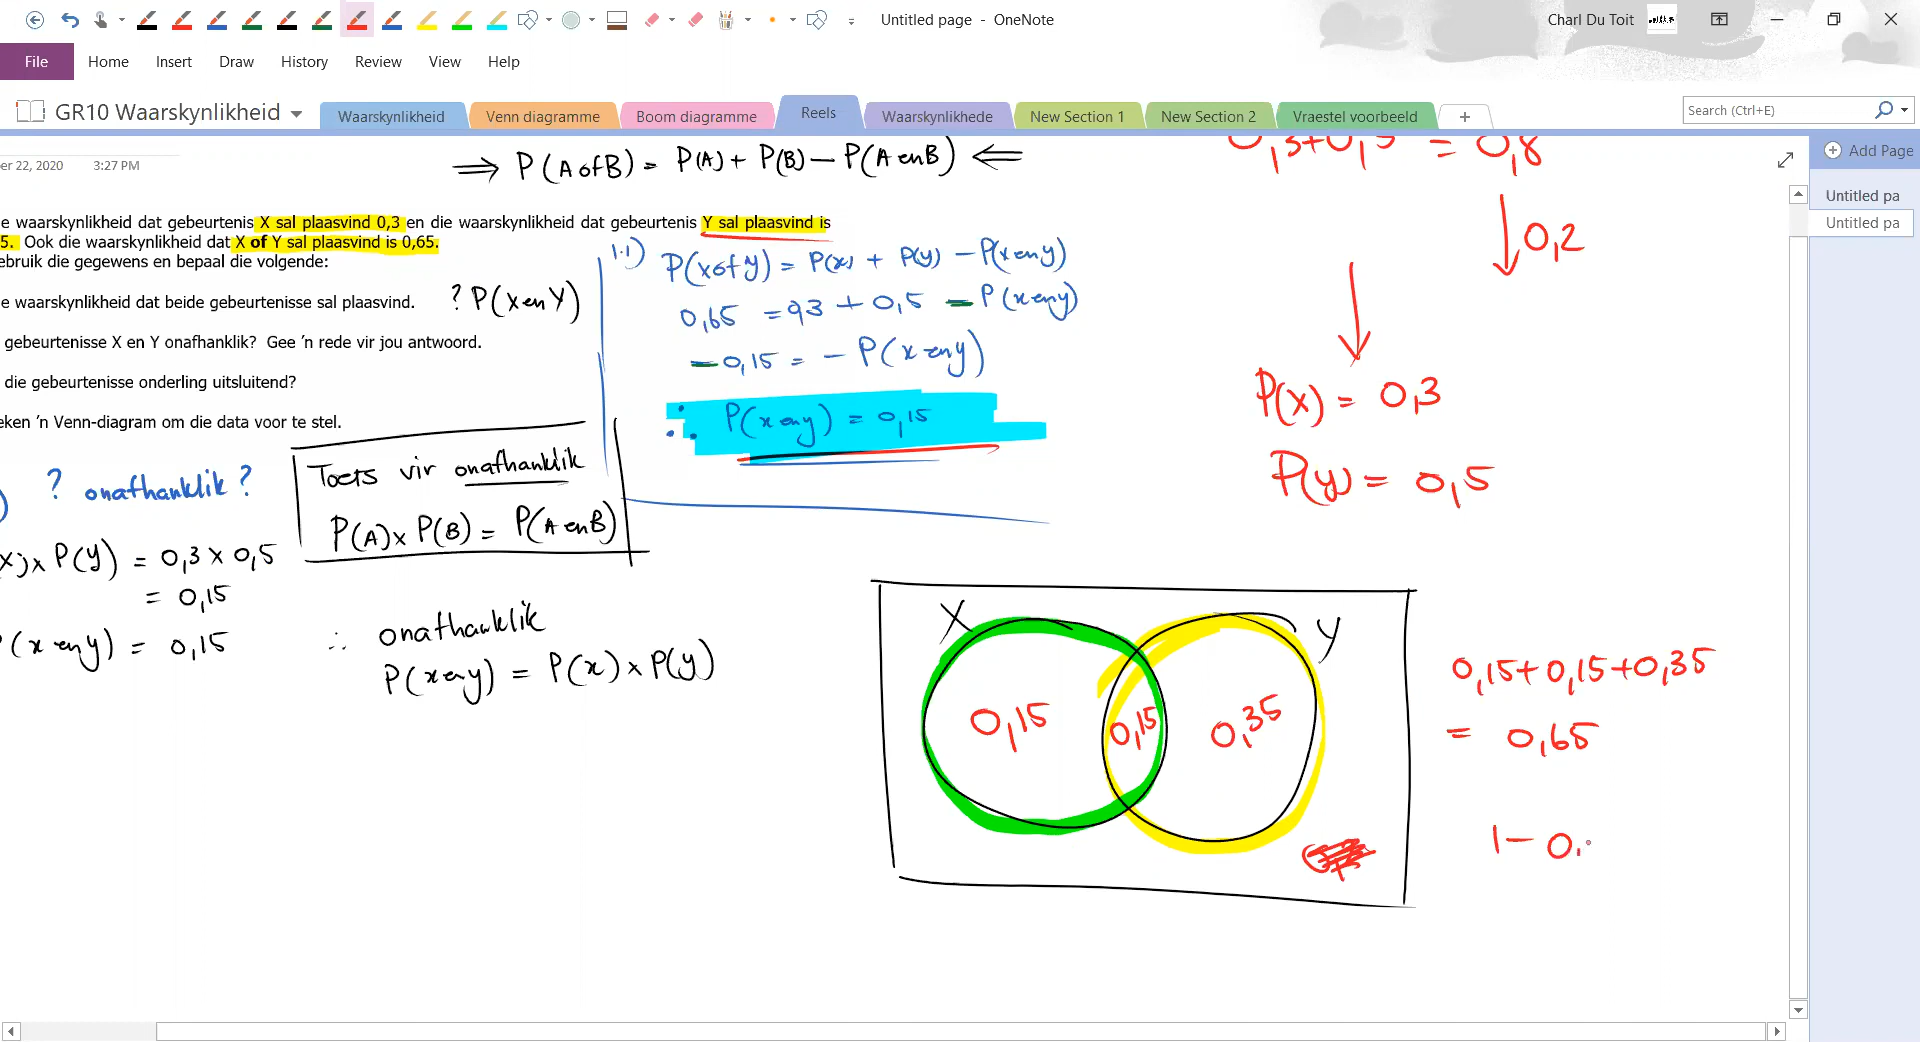 Untitled page - OneNote
Charl Du Toit
File Home Insert Draw History Review View Help
GR10 Waarskynlikheid
Waarskynlikheid
Venn diagramme
Boom diagramme
Reels
Waarskynlikhede
New Section 1
New Section 2
Vraestel voorbeeld
+
Search (Ctrl+E)
Add Page
Untitled pa
Untitled pa
er 22, 2020 3:27 PM
⇒ P(A of B) = P(A) + P(B) - P(A en B) ⇐
e waarskynlikheid dat gebeurtenis X sal plaasvind 0,3 en die waarskynlikheid dat gebeurtenis Y sal plaasvind is
5. Ook die waarskynlikheid dat X of Y sal plaasvind is 0,65.
ebruik die gegewens en bepaal die volgende:
e waarskynlikheid dat beide gebeurtenisse sal plaasvind.
? P(x en Y)
gebeurtenisse X en Y onafhanklik? Gee 'n rede vir jou antwoord.
die gebeurtenisse onderling uitsluitend?
eken 'n Venn-diagram om die data voor te stel.
1.1)
P(x of y) = P(x) + P(y) - P(x en y)
0,65 = 0,3 + 0,5 - P(x en y)
- 0,15 = - P(x en y)
∴ P(x en y) = 0,15
? onafhanklik ?
Toets vir onafhanklik
P(A) x P(B) = P(A en B)
x) x P(y) = 0,3 x 0,5
= 0,15
P(x en y) = 0,15
∴ onafhanklik
P(x en y) = P(x) x P(y)
0,3+0,5 = 0,8
0,2
P(x) = 0,3
P(y) = 0,5
X
Y
0,15
0,15
0,35
0,15 + 0,15 + 0,35
= 0,65
1 - 0,